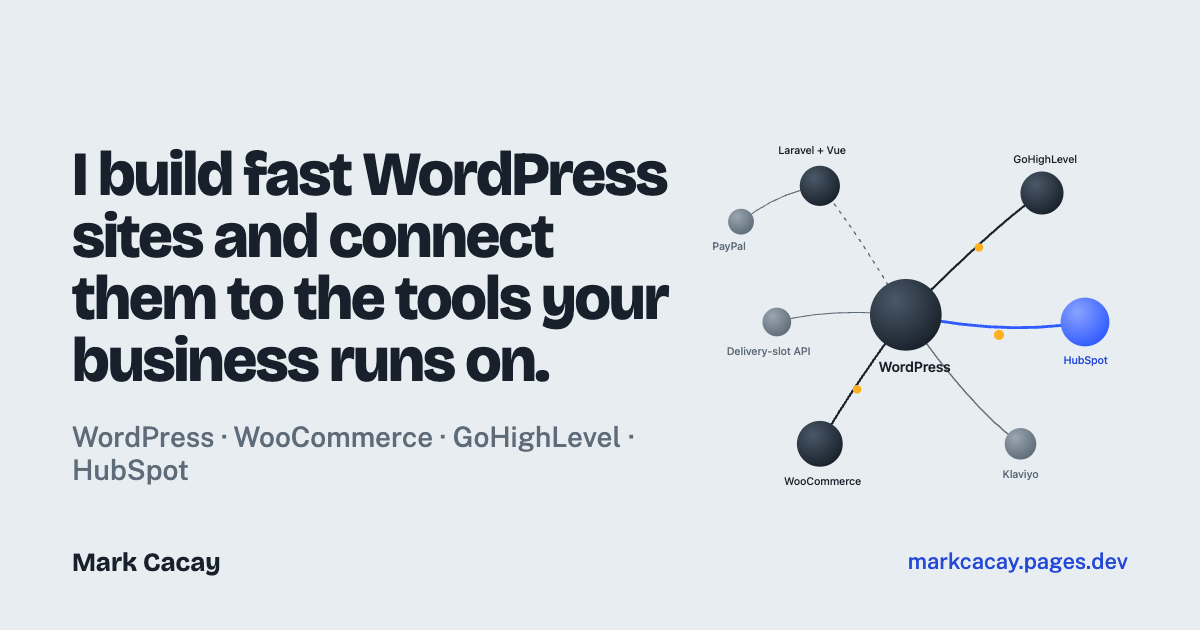 I build fast WordPress
sites and connect
them to the tools your
business runs on.
WordPress · WooCommerce · GoHighLevel ·
HubSpot
Mark Cacay
Laravel + Vue
GoHighLevel
PayPal
Delivery-slot API
HubSpot
WordPress
WooCommerce
Klaviyo
markcacay.pages.dev